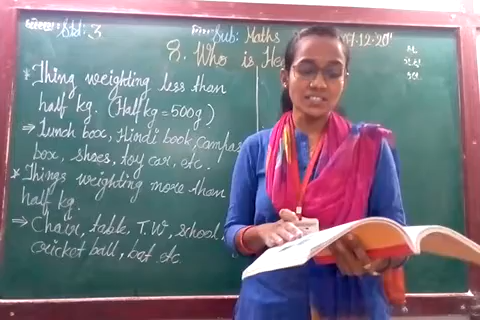 Std: 3
Sub: Maths
8. Who is He
* Thing weighting less than
half kg. (Half kg = 500g)
⇒ Lunch box, Hindi book, compas
box, shoes, toy car, etc.
* Things weighting more than
half kg.
⇒ Chair, table, T.W, school,
cricket ball, bat etc